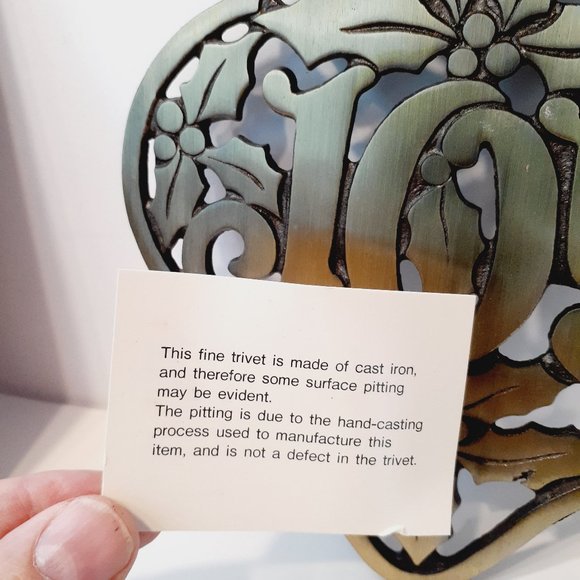 JOY
This fine trivet is made of cast iron,
and therefore some surface pitting
may be evident.
The pitting is due to the hand-casting
process used to manufacture this
item, and is not a defect in the trivet.